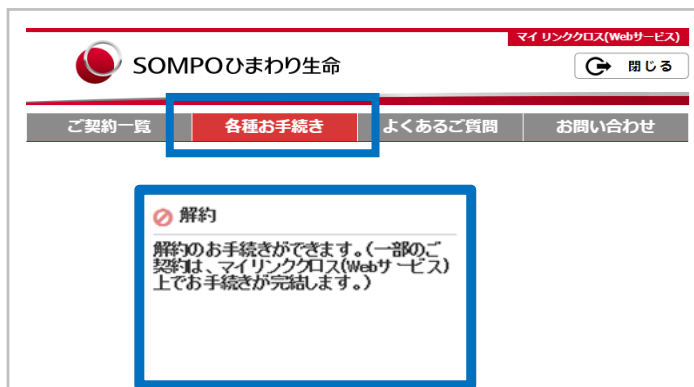 マイ リンククロス(Webサービス)
SOMPOひまわり生命
閉じる
ご契約一覧
各種お手続き
よくあるご質問
お問い合わせ
解約
解約のお手続きができます。(一部のご
契約は、マイリンククロス(Webサービス)
上でお手続きが完結します。)